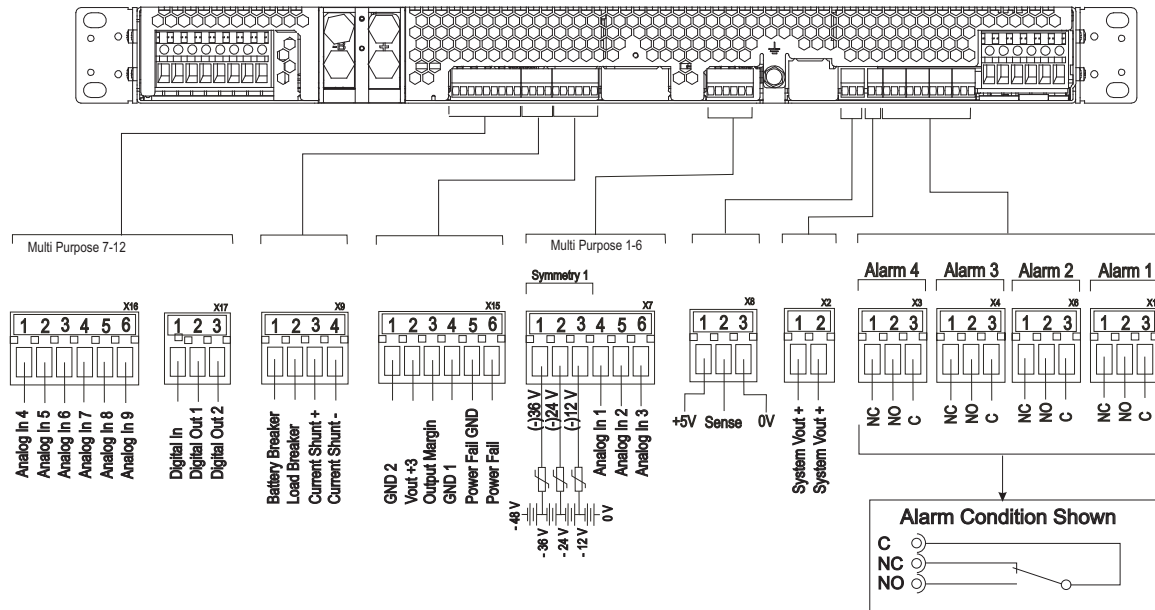 Multi Purpose 7-12
Multi Purpose 1-6
Symmetry 1
Alarm 4
Alarm 3
Alarm 2
Alarm 1
X16
1 2 3 4 5 6
Analog In 4
Analog In 5
Analog In 6
Analog In 7
Analog In 8
Analog In 9
X17
1 2 3
Digital In
Digital Out 1
Digital Out 2
X9
1 2 3 4
Battery Breaker
Load Breaker
Current Shunt +
Current Shunt -
X15
1 2 3 4 5 6
GND 2
Vout +3
Output Margin
GND 1
Power Fail GND
Power Fail
X7
1 2 3 4 5 6
(-)36 V
(-)24 V
(-)12 V
Analog In 1
Analog In 2
Analog In 3
- 48 V
- 36 V
- 24 V
- 12 V
0V
X8
1 2 3
+5V Sense 0V
X2
1 2
System Vout +
System Vout +
X3
1 2 3
NC
NO
C
X4
1 2 3
NC
NO
C
1 2 3
NC
NO
C
1 2 3
NC
NO
C
Alarm Condition Shown
C
NC
NO